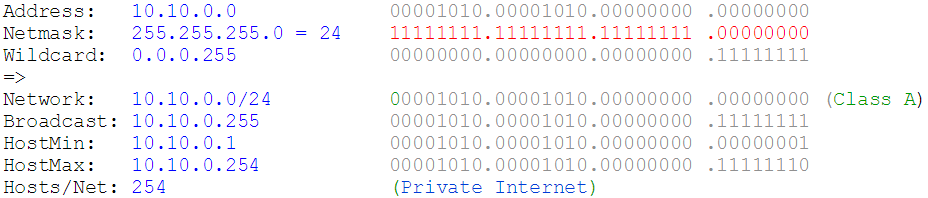 Address: 10.10.0.0 00001010.00001010.00000000 .00000000
Netmask: 255.255.255.0 = 24 11111111.11111111.11111111 .00000000
Wildcard: 0.0.0.255 00000000.00000000.00000000 .11111111
=>
Network: 10.10.0.0/24 00001010.00001010.00000000 .00000000 (Class A)
Broadcast: 10.10.0.255 00001010.00001010.00000000 .11111111
HostMin: 10.10.0.1 00001010.00001010.00000000 .00000001
HostMax: 10.10.0.254 00001010.00001010.00000000 .11111110
Hosts/Net: 254 (Private Internet)